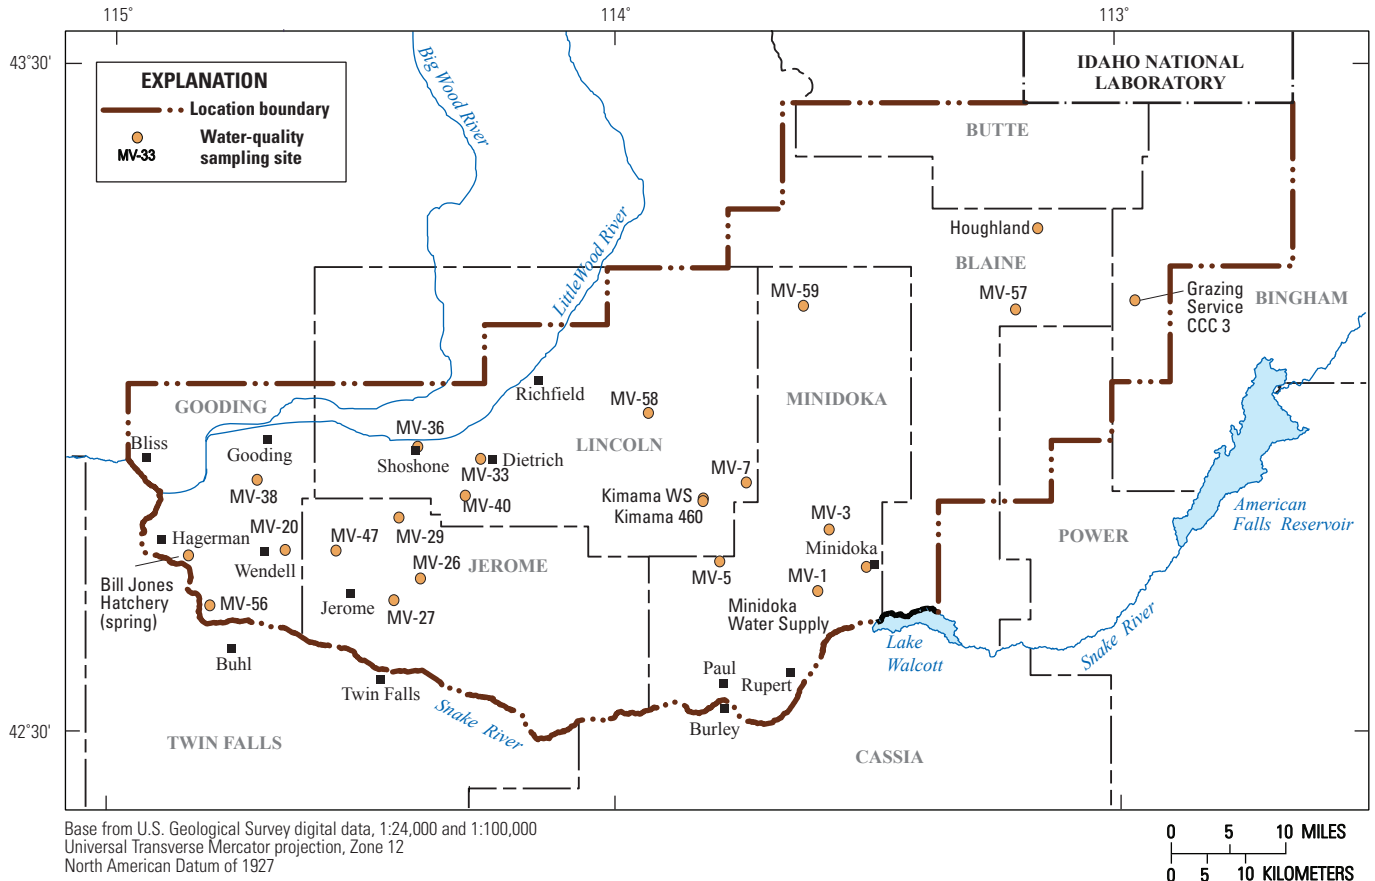 115°
114°
113°
43°30'
EXPLANATION
Location boundary
MV-33
Water-quality
sampling site
Big Wood River
IDAHO NATIONAL
LABORATORY
BUTTE
LittleWood River
Houghland
BLAINE
MV-59
MV-57
Grazing
Service
CCC 3
BINGHAM
Richfield
GOODING
MV-58
MINIDOKA
Bliss
Gooding
MV-36
Shoshone
LINCOLN
Dietrich
MV-33
MV-38
MV-40
MV-7
Kimama WS
Kimama 460
American
Falls Reservoir
Hagerman
MV-20
Wendell
MV-47
MV-29
MV-26
JEROME
MV-3
Minidoka
POWER
MV-5
MV-1
Bill Jones
Hatchery
(spring)
MV-56
Jerome
MV-27
Minidoka
Water Supply
Snake River
Lake
Walcott
Buhl
Twin Falls
Paul
Rupert
Snake River
Burley
42°30'
TWIN FALLS
CASSIA
Base from U.S. Geological Survey digital data, 1:24,000 and 1:100,000
Universal Transverse Mercator projection, Zone 12
North American Datum of 1927
0 5 10 MILES
0 5 10 KILOMETERS